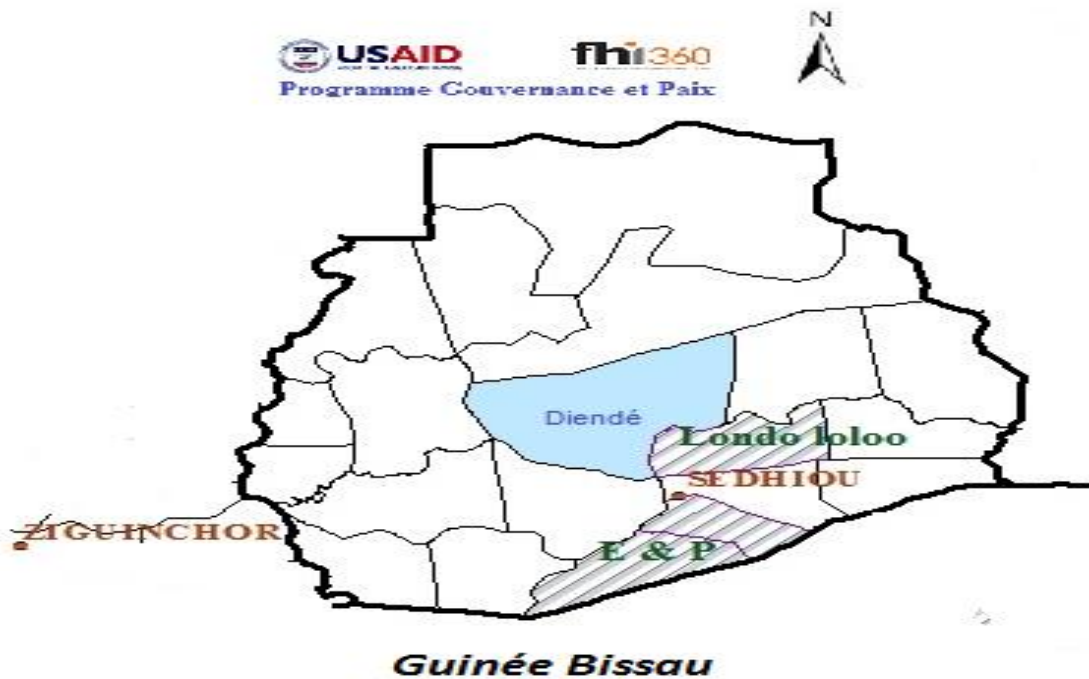 N
USAID fhi360
Programme Gouvernance et Paix
Diendé
Londo loloo
SEDHIOU
ZIGUINCHOR
E & P
Guinée Bissau